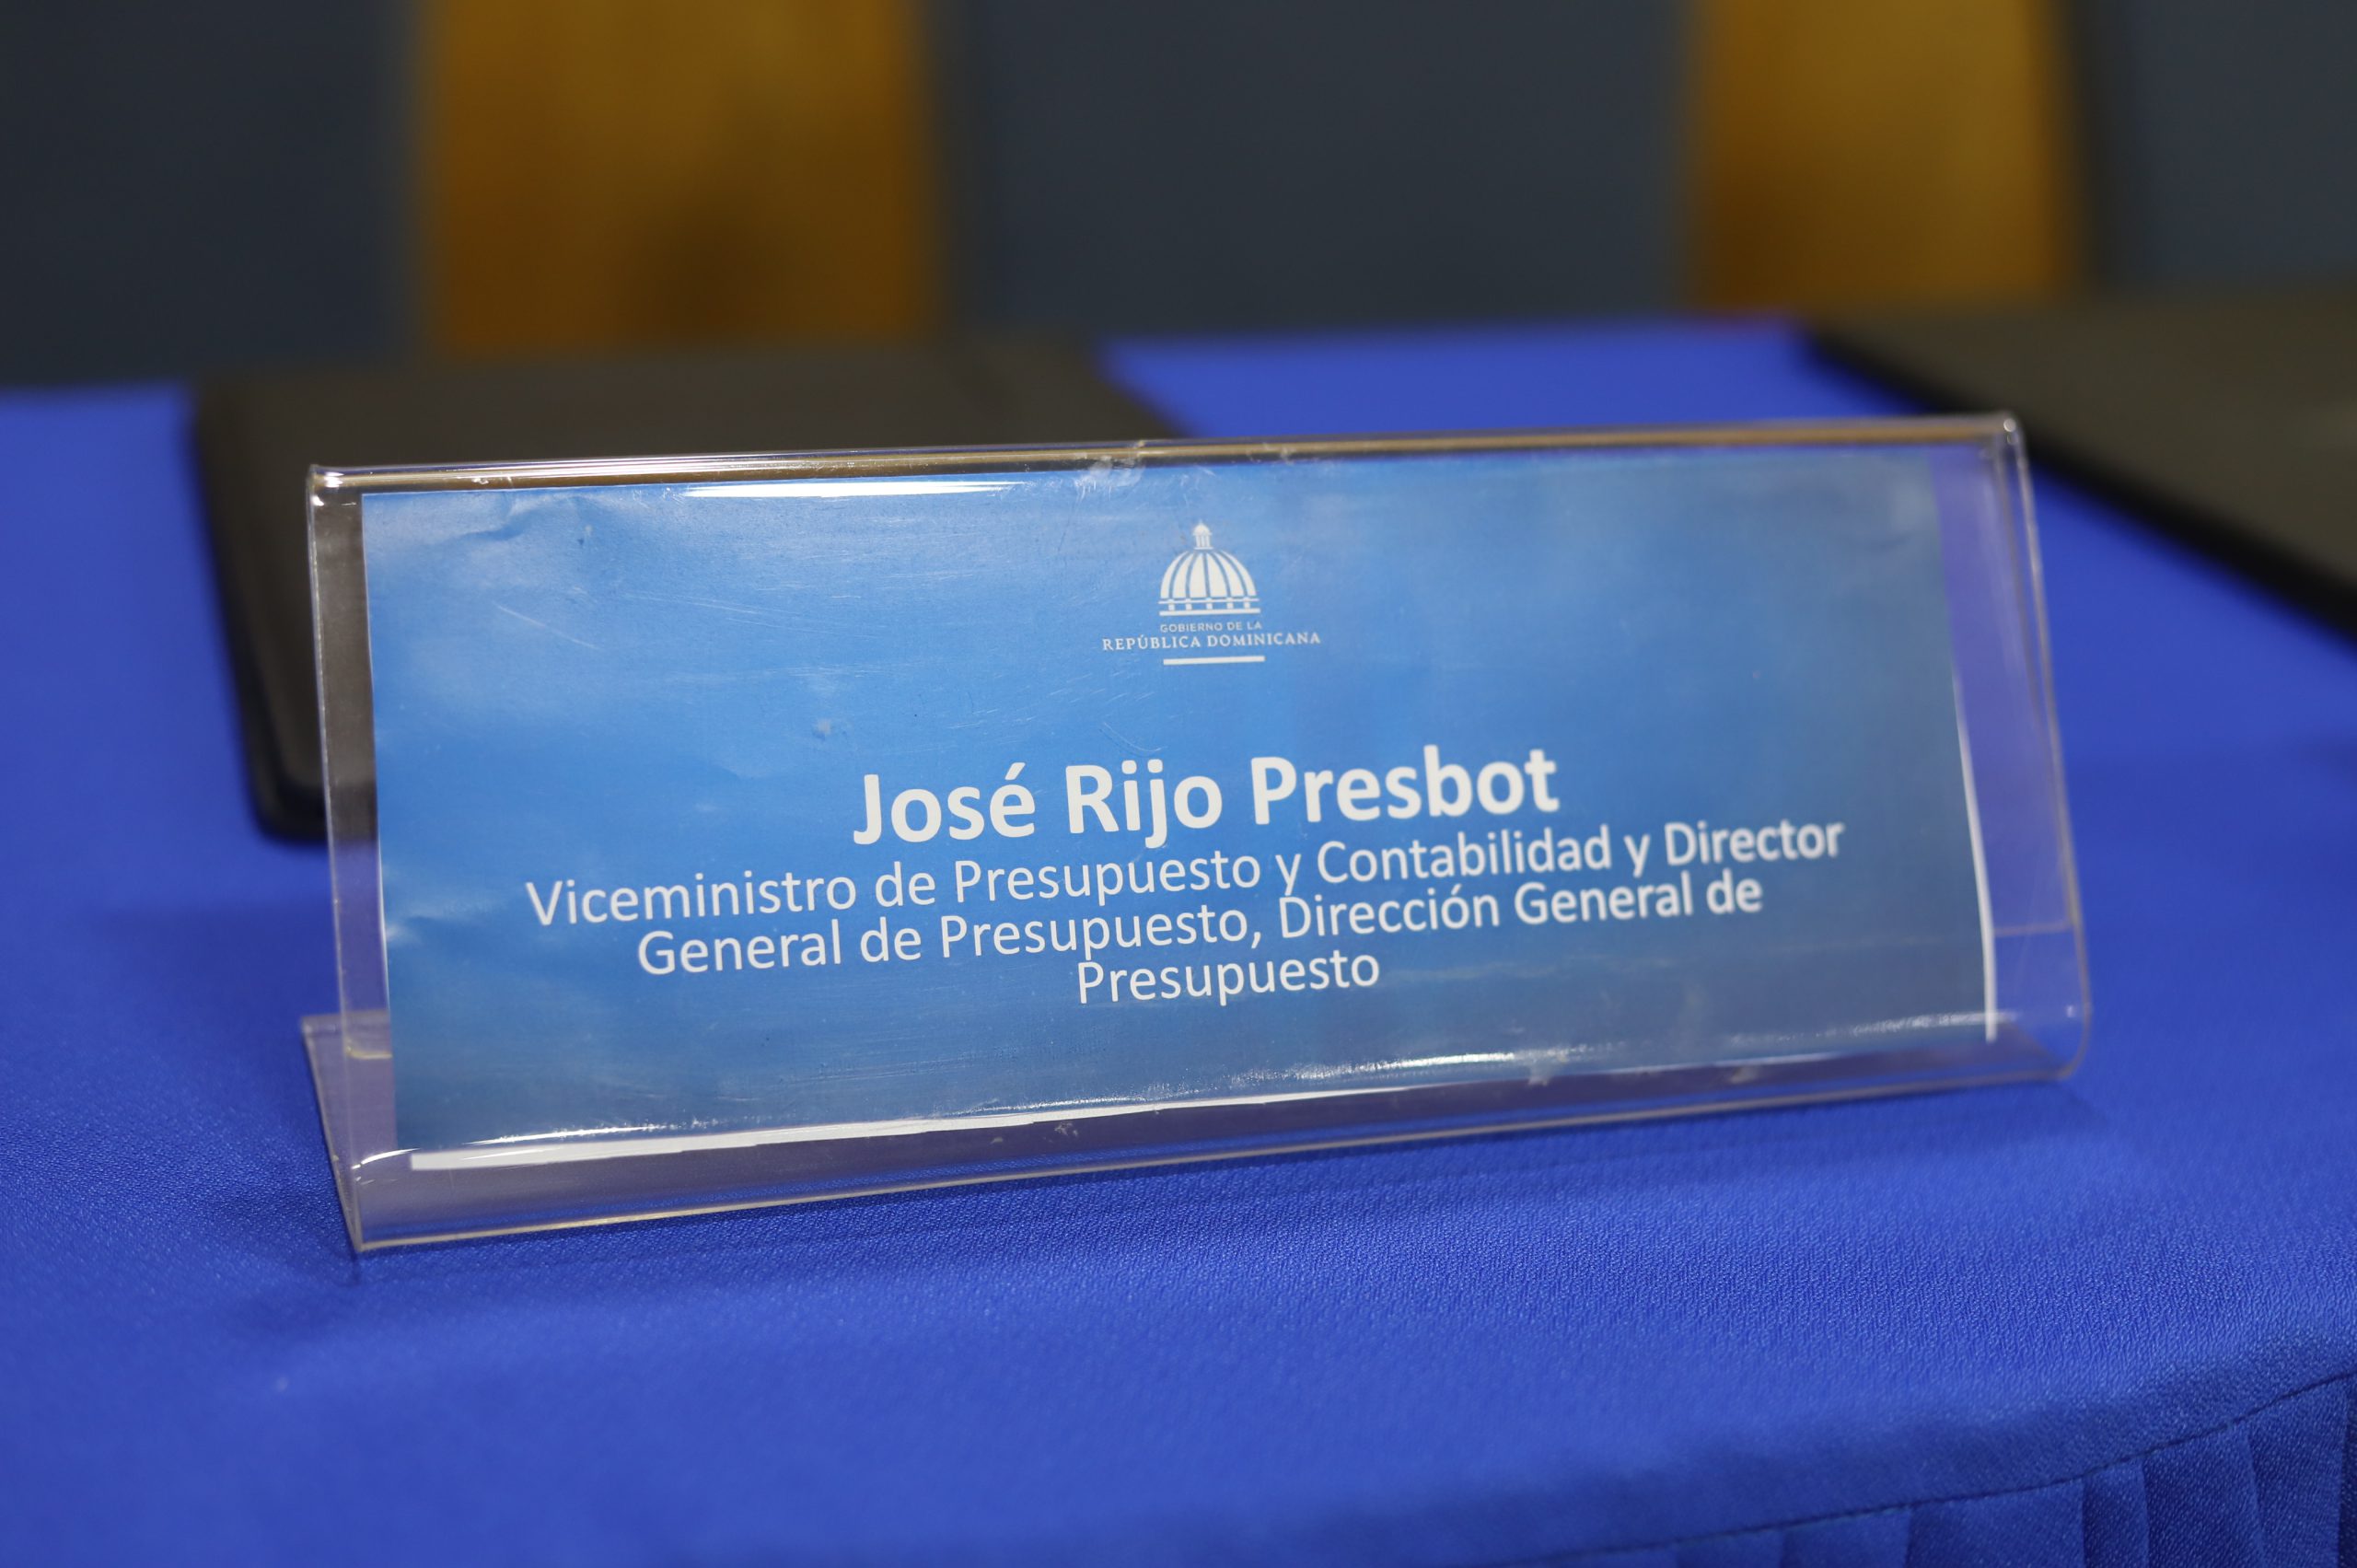 GOBIERNO DE LA
REPÚBLICA DOMINICANA
José Rijo Presbot
Viceministro de Presupuesto y Contabilidad y Director
General de Presupuesto, Dirección General de
Presupuesto